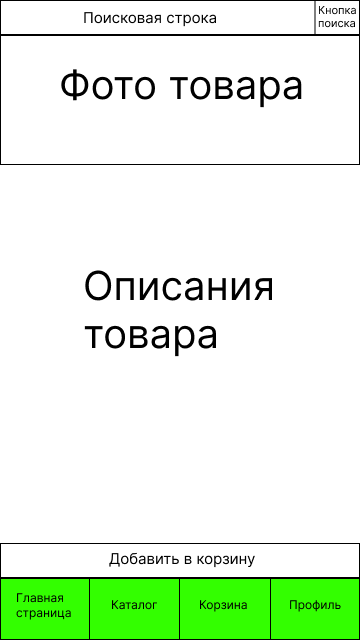 Поисковая строка
Кнопка
поиска
Фото товара
Описания
товара
Добавить в корзину
Главная
страница
Каталог
Корзина
Профиль